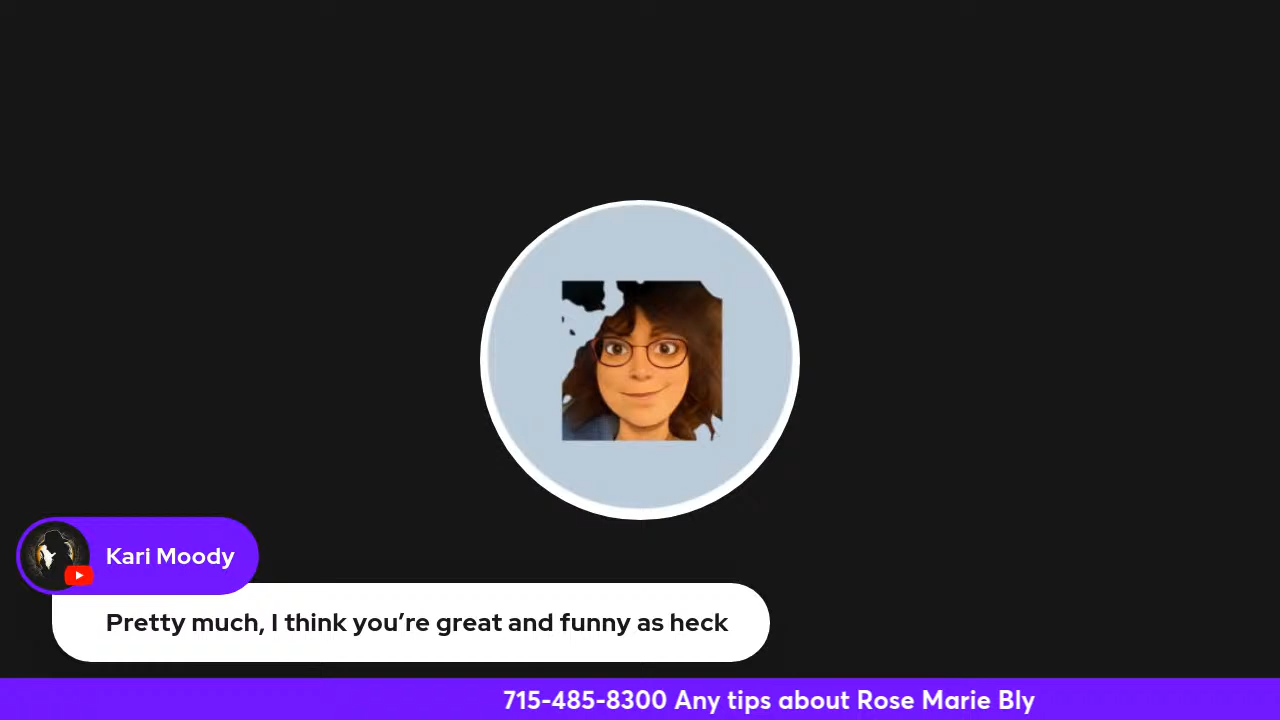 Kari Moody
Pretty much, I think you’re great and funny as heck
715-485-8300 Any tips about Rose Marie Bly